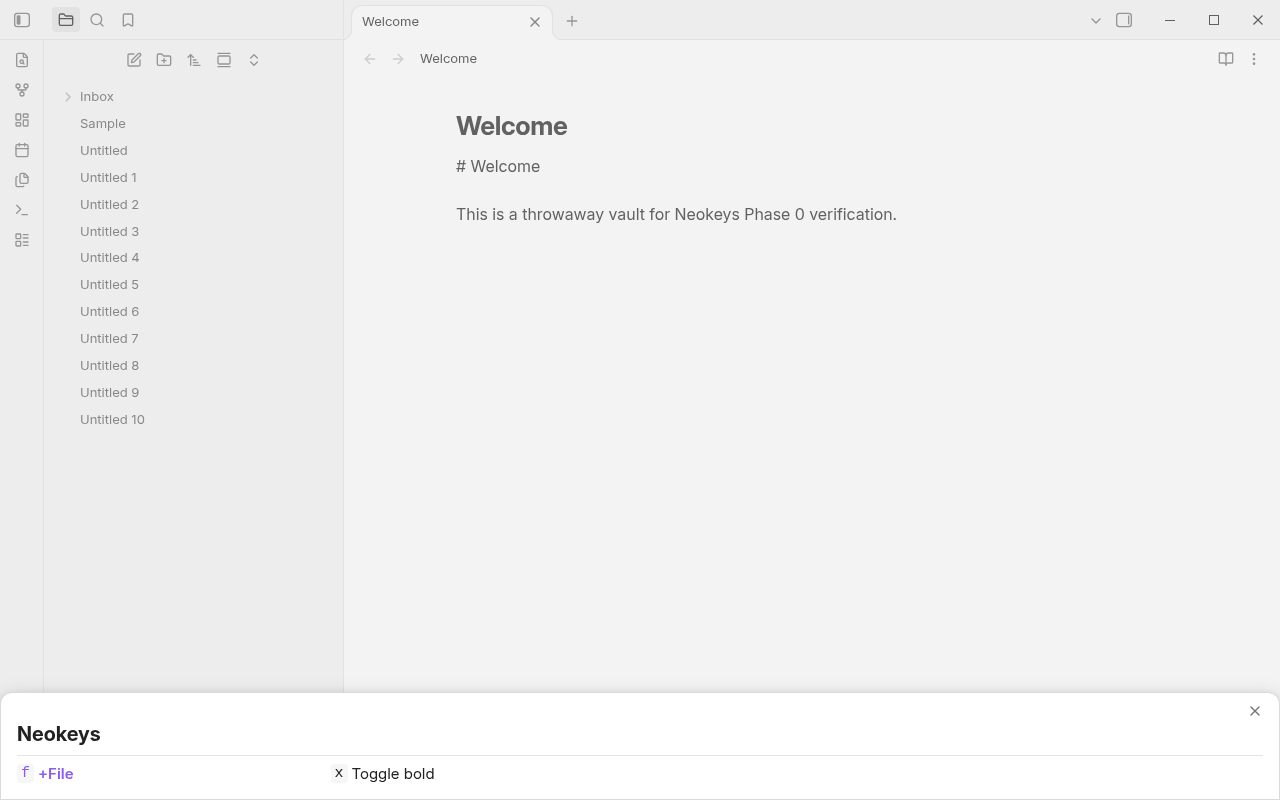 Welcome
Welcome
Inbox
Sample
Untitled
Untitled 1
Untitled 2
Untitled 3
Untitled 4
Untitled 5
Untitled 6
Untitled 7
Untitled 8
Untitled 9
Untitled 10
Welcome
# Welcome
This is a throwaway vault for Neokeys Phase 0 verification.
Neokeys
f +File
x Toggle bold